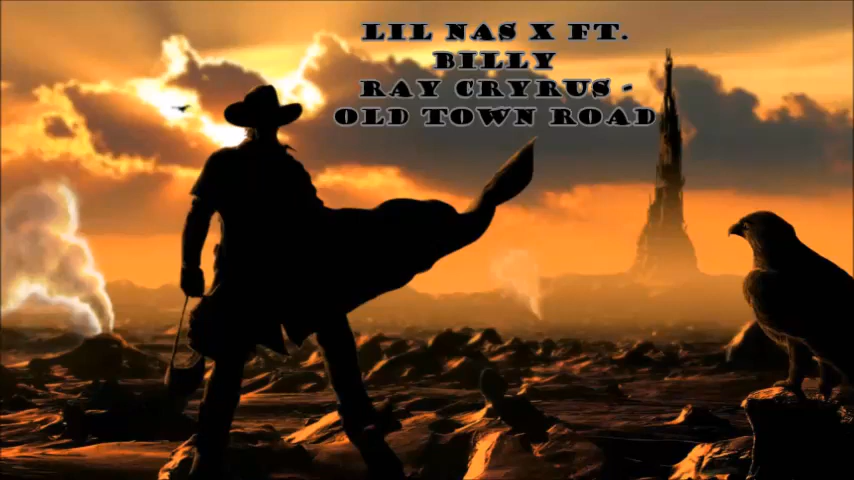 LIL NAS X FT.
BILLY
RAY CRYRUS -
OLD TOWN ROAD